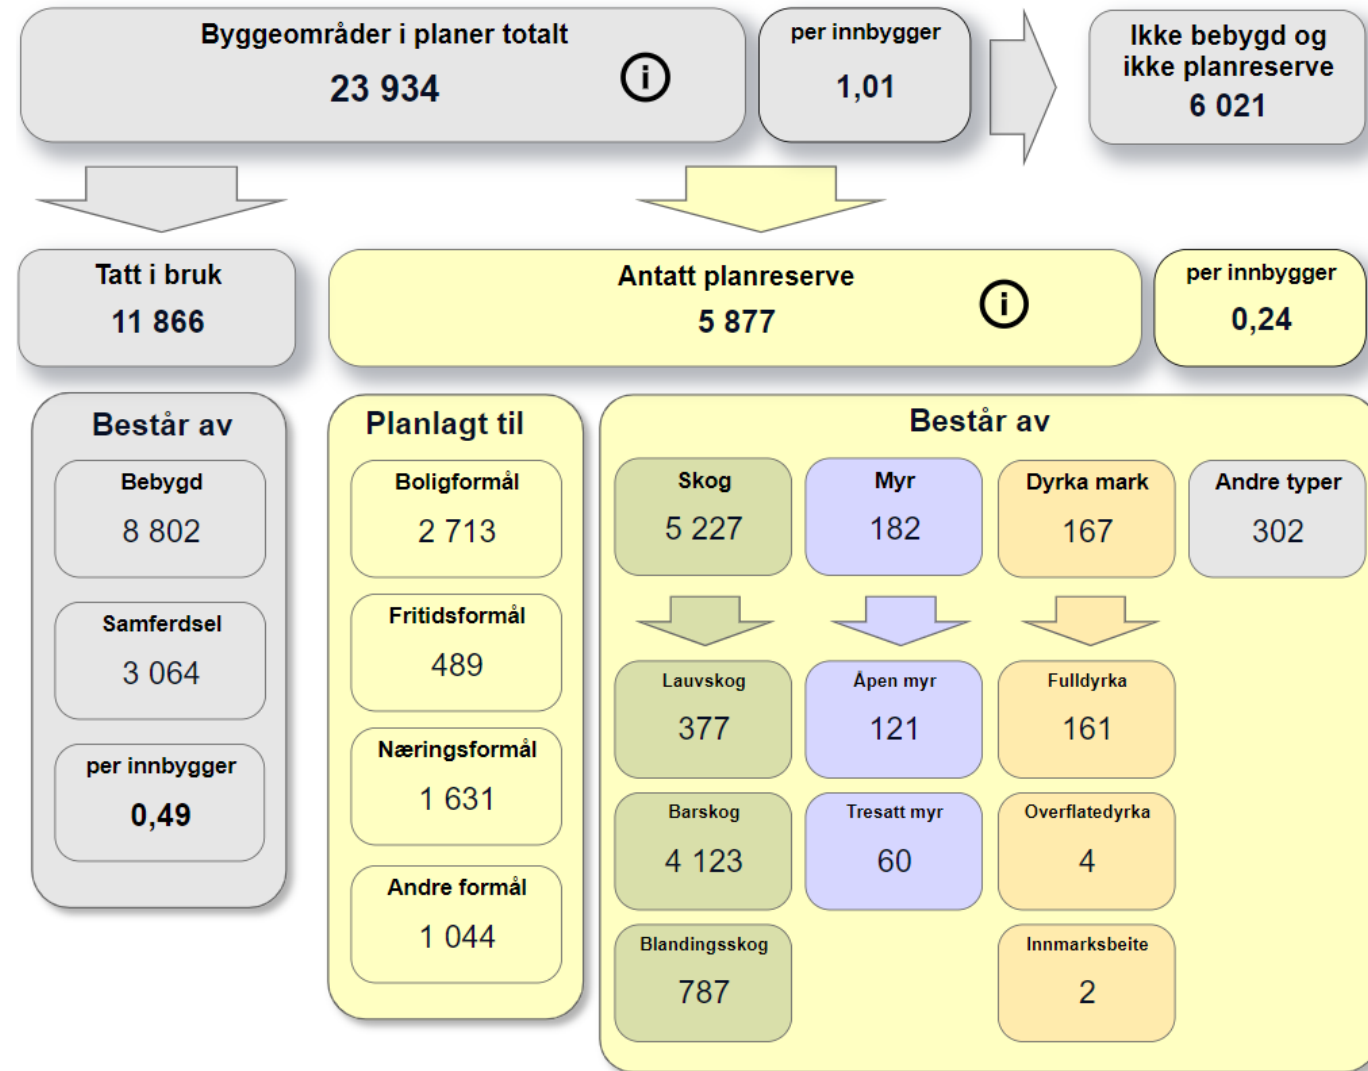 Byggeområder i planer totalt
23 934
i
per innbygger
1,01
Ikke bebygd og
ikke planreserve
6 021
Tatt i bruk
11 866
Antatt planreserve
5 877
i
per innbygger
0,24
Består av
Bebygd
8 802
Samferdsel
3 064
per innbygger
0,49
Planlagt til
Boligformål
2 713
Fritidsformål
489
Næringsformål
1 631
Andre formål
1 044
Består av
Skog
5 227
Myr
182
Dyrka mark
167
Andre typer
302
Lauvskog
377
Åpen myr
121
Fulldyrka
161
Barskog
4 123
Tresatt myr
60
Overflatedyrka
4
Blandingsskog
787
Innmarksbeite
2